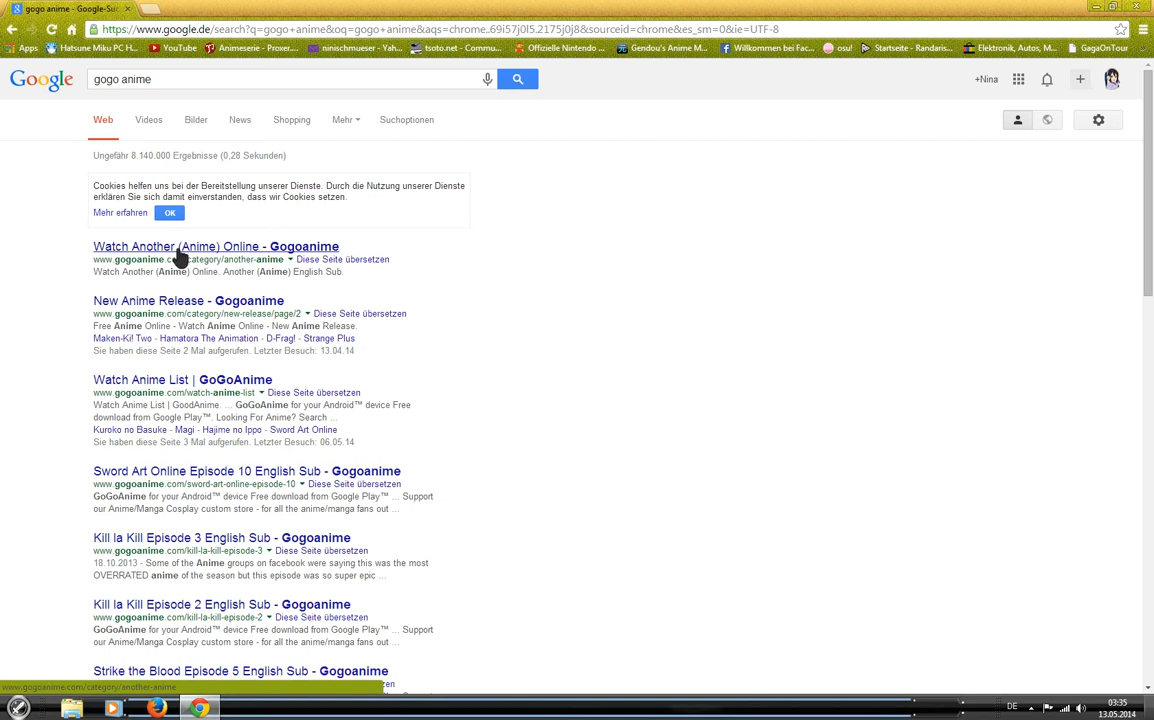 gogo anime - Google-Suc
https://www.google.de/search?q=gogo+anime&oq=gogo+anime&aqs=chrome..69i57j0l5.2175j0j8&sourceid=chrome&es_sm=0&ie=UTF-8
Apps Hatsune Miku PC H... YouTube Animeserie - Proxer.... ninischmueser - Yah... tsoto.net - Commu... Offizielle Nintendo ... Gendou's Anime M... Willkommen bei Fac... osu! Startseite - Randaris... Elektronik, Autos, M... GagaOnTour
Google gogo anime +Nina
Web Videos Bilder News Shopping Mehr Suchoptionen
Ungefähr 8.140.000 Ergebnisse (0,28 Sekunden)
Cookies helfen uns bei der Bereitstellung unserer Dienste. Durch die Nutzung unserer Dienste
erklären Sie sich damit einverstanden, dass wir Cookies setzen.
Mehr erfahren OK
Watch Another (Anime) Online - Gogoanime
www.gogoanime.c category/another-anime Diese Seite übersetzen
Watch Another (Anime) Online. Another (Anime) English Sub.
New Anime Release - Gogoanime
www.gogoanime.com/category/new-release/page/2 Diese Seite übersetzen
Free Anime Online - Watch Anime Online - New Anime Release.
Maken-Ki! Two - Hamatora The Animation - D-Frag! - Strange Plus
Sie haben diese Seite 2 Mal aufgerufen. Letzter Besuch: 13.04.14
Watch Anime List | GoGoAnime
www.gogoanime.com/watch-anime-list Diese Seite übersetzen
Watch Anime List | GoodAnime. ... GoGoAnime for your Android™ device Free
download from Google Play™. Looking For Anime? Search ...
Kuroko no Basuke - Magi - Hajime no Ippo - Sword Art Online
Sie haben diese Seite 3 Mal aufgerufen. Letzter Besuch: 06.05.14
Sword Art Online Episode 10 English Sub - Gogoanime
www.gogoanime.com/sword-art-online-episode-10 Diese Seite übersetzen
GoGoAnime for your Android™ device Free download from Google Play™ ... Support
our Anime/Manga Cosplay custom store - for all the anime/manga fans out ...
Kill la Kill Episode 3 English Sub - Gogoanime
www.gogoanime.com/kill-la-kill-episode-3 Diese Seite übersetzen
18.10.2013 - Some of the Anime groups on facebook were saying this was the most
OVERRATED anime of the season but this episode was so super epic ...
Kill la Kill Episode 2 English Sub - Gogoanime
www.gogoanime.com/kill-la-kill-episode-2 Diese Seite übersetzen
GoGoAnime for your Android™ device Free download from Google Play™ ... Support
our Anime/Manga Cosplay custom store - for all the anime/manga fans out ...
Strike the Blood Episode 5 English Sub - Gogoanime
www.gogoanime.com/category/another-anime
DE 03:35
13.05.2014